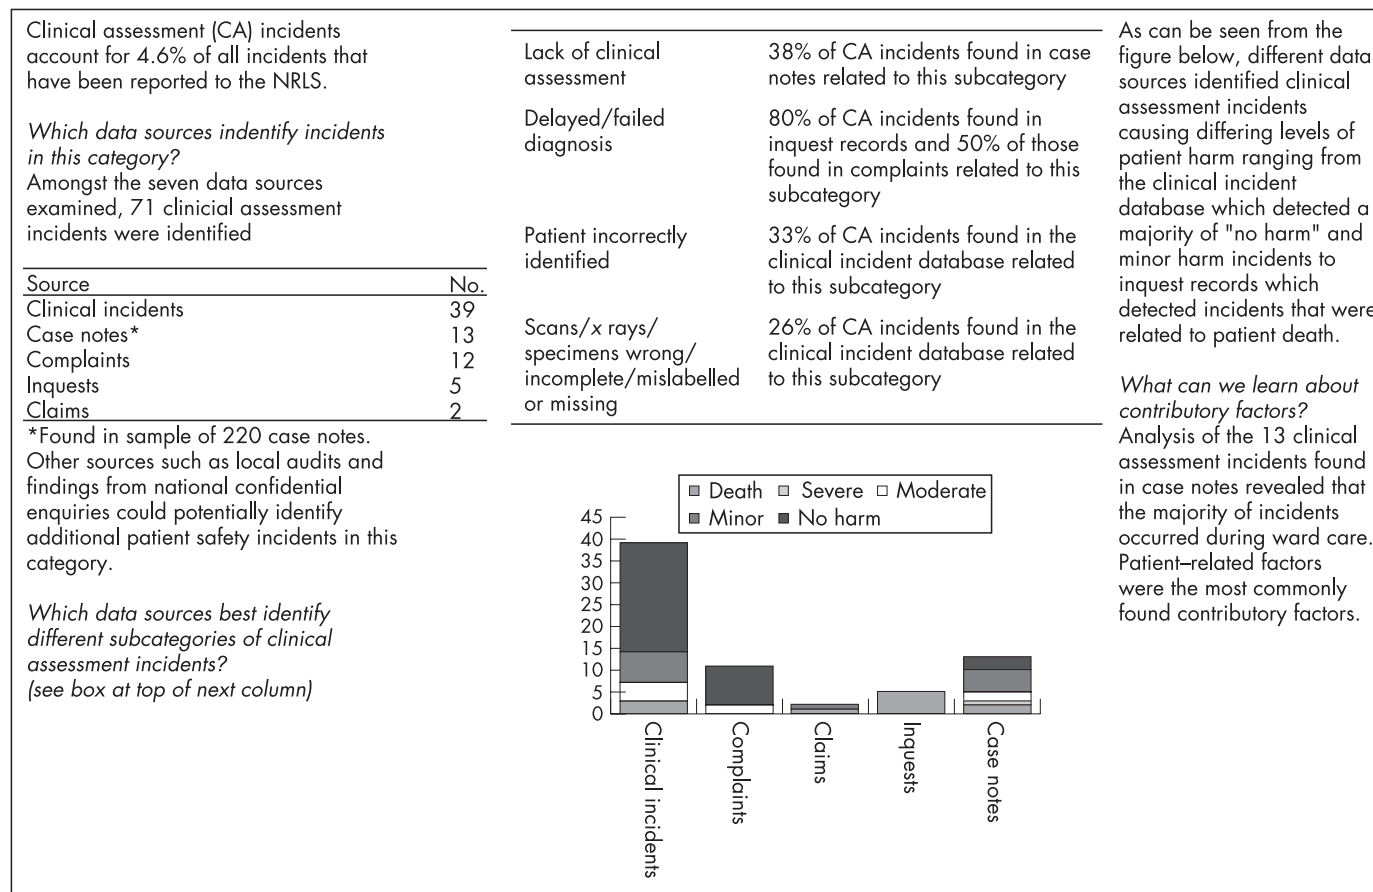 Clinical assessment (CA) incidents
account for 4.6% of all incidents that
have been reported to the NRLS.
Which data sources indentify incidents
in this category?
Amongst the seven data sources
examined, 71 clinicial assessment
incidents were identified
Source No.
Clinical incidents 39
Case notes* 13
Complaints 12
Inquests 5
Claims 2
*Found in sample of 220 case notes.
Other sources such as local audits and
findings from national confidential
enquiries could potentially identify
additional patient safety incidents in this
category.
Which data sources best identify
different subcategories of clinical
assessment incidents?
(see box at top of next column)
Lack of clinical 38% of CA incidents found in case
assessment notes related to this subcategory
Delayed/failed 80% of CA incidents found in
diagnosis inquest records and 50% of those
found in complaints related to this
subcategory
Patient incorrectly 33% of CA incidents found in the
identified clinical incident database related
to this subcategory
Scans/x rays/ 26% of CA incidents found in the
specimens wrong/ clinical incident database related
incomplete/mislabelled to this subcategory
or missing
Death Severe Moderate
Minor No harm
45
40
35
30
25
20
15
10
5
0
Clinical incidents
Complaints
Claims
Inquests
Case notes
As can be seen from the
figure below, different data
sources identified clinical
assessment incidents
causing differing levels of
patient harm ranging from
the clinical incident
database which detected a
majority of "no harm" and
minor harm incidents to
inquest records which
detected incidents that were
related to patient death.
What can we learn about
contributory factors?
Analysis of the 13 clinical
assessment incidents found
in case notes revealed that
the majority of incidents
occurred during ward care.
Patient–related factors
were the most commonly
found contributory factors.